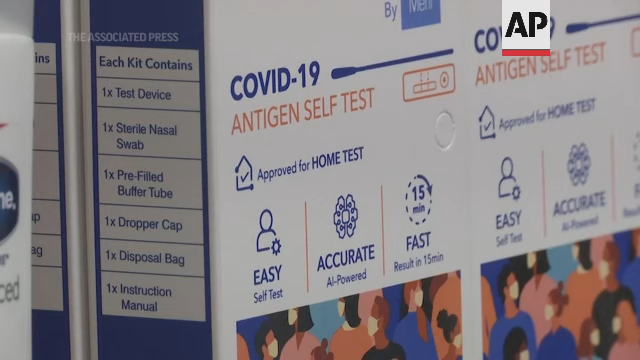 THE ASSOCIATED PRESS
AP
Each Kit Contains
1x Test Device
1x Sterile Nasal
Swab
1x Pre-Filled
Buffer Tube
1x Dropper Cap
1x Disposal Bag
1x Instruction
Manual
By
COVID-19
ANTIGEN SELF TEST
Approved for HOME TEST
EASY
Self Test
ACCURATE
AI-Powered
15
min
FAST
Result in 15min
ANTIGEN SELF TEST
Approved for HOME TEST
EASY
Self Test
ACCURATE
AI-Powered